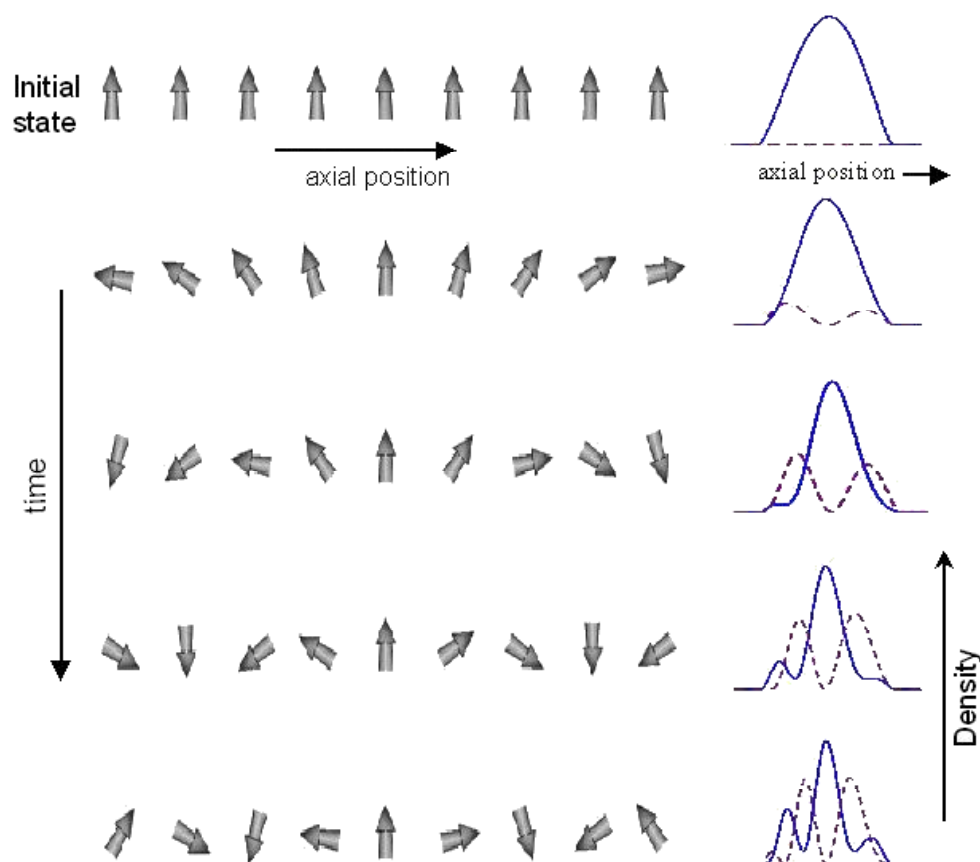 Initial
state
axial position
axial position
time
Density